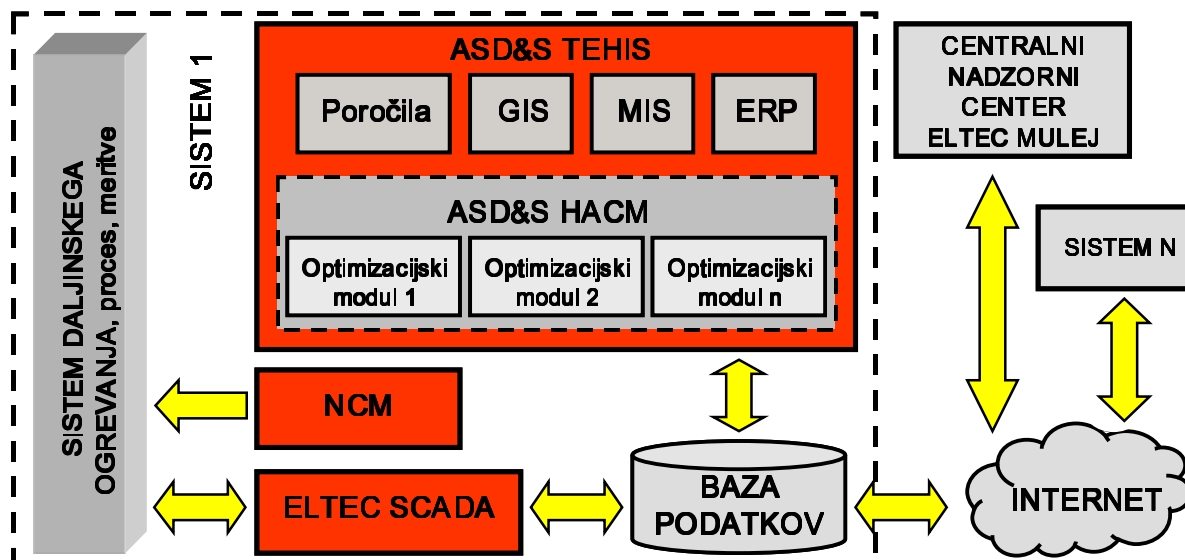 SISTEM DALJINSKEGA
OGREVANJA, proces, meritve
SISTEM 1
ASD&S TEHIS
Poročila
GIS
MIS
ERP
ASD&S HACM
Optimizacijski
modul 1
Optimizacijski
modul 2
Optimizacijski
modul n
NCM
ELTEC SCADA
BAZA
PODATKOV
CENTRALNI
NADZORNI
CENTER
ELTEC MULEJ
SISTEM N
INTERNET